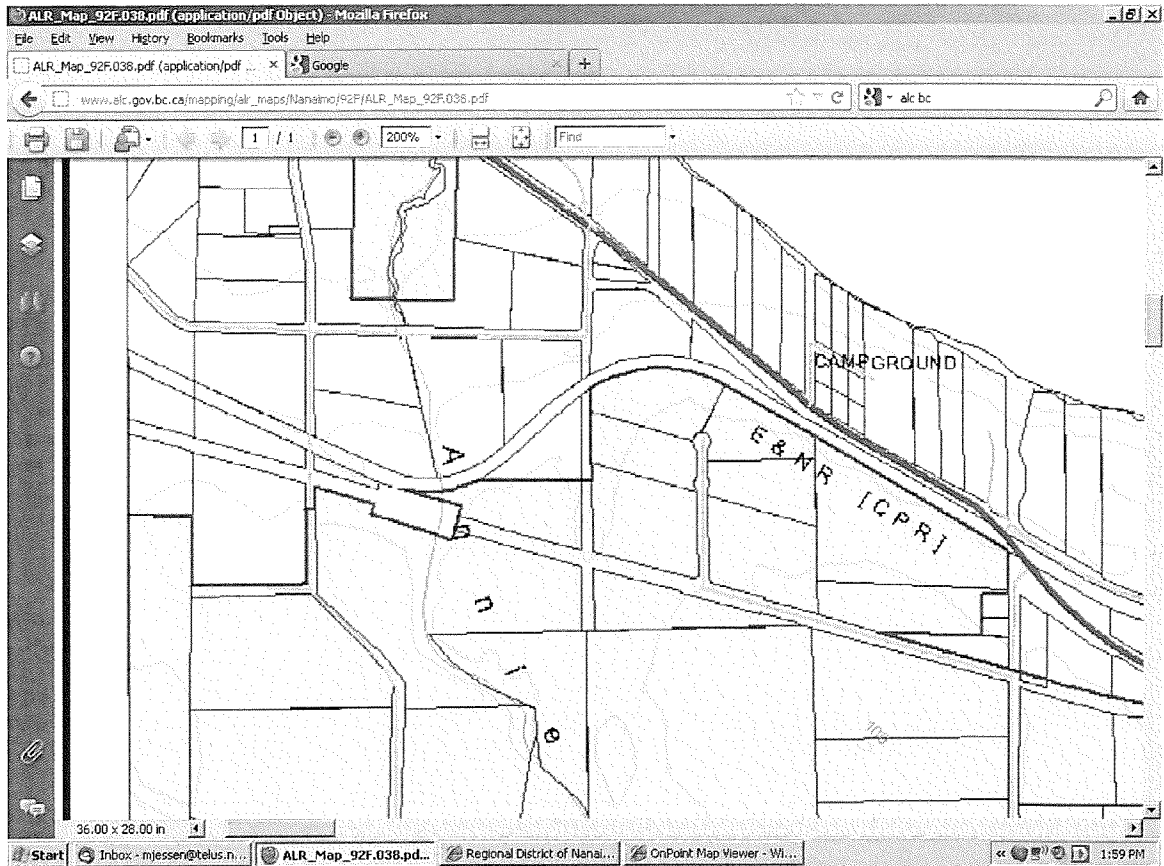 ALR_Map_92F.038.pdf (application/pdf Object) - Mozilla Firefox
File Edit View History Bookmarks Tools Help
ALR_Map_92F.038.pdf (application/pdf ... × Google × +
www.alc.gov.bc.ca/mapping/alr_maps/Nanaimo/92F/ALR_Map_92F.038.pdf alc bc
1 / 1 200% Find
CAMPGROUND
E & N R [C P R]
A
n
n
i
e
100
36.00 x 28.00 in
Start Inbox - mjessen@telus.n... ALR_Map_92F.038.pd... Regional District of Nanai... OnPoint Map Viewer - Wi... « 1:59 PM